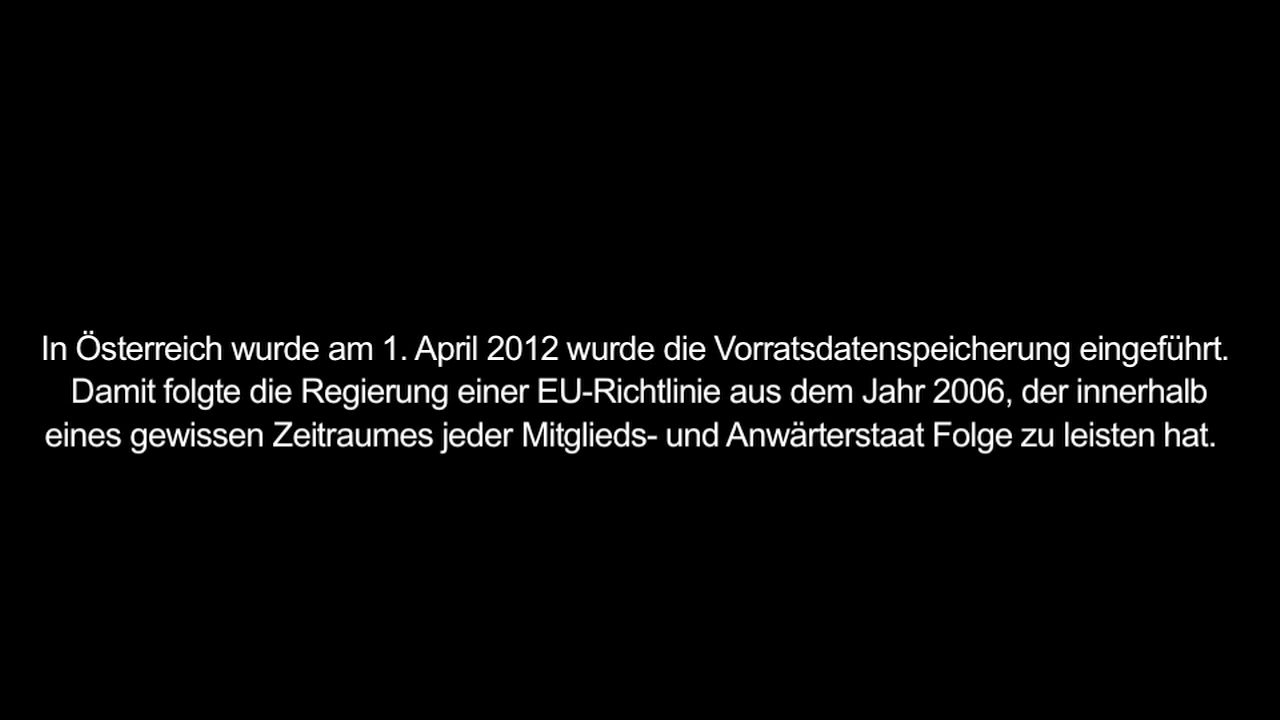 In Österreich wurde am 1. April 2012 wurde die Vorratsdatenspeicherung eingeführt.
Damit folgte die Regierung einer EU-Richtlinie aus dem Jahr 2006, der innerhalb
eines gewissen Zeitraumes jeder Mitglieds- und Anwärterstaat Folge zu leisten hat.